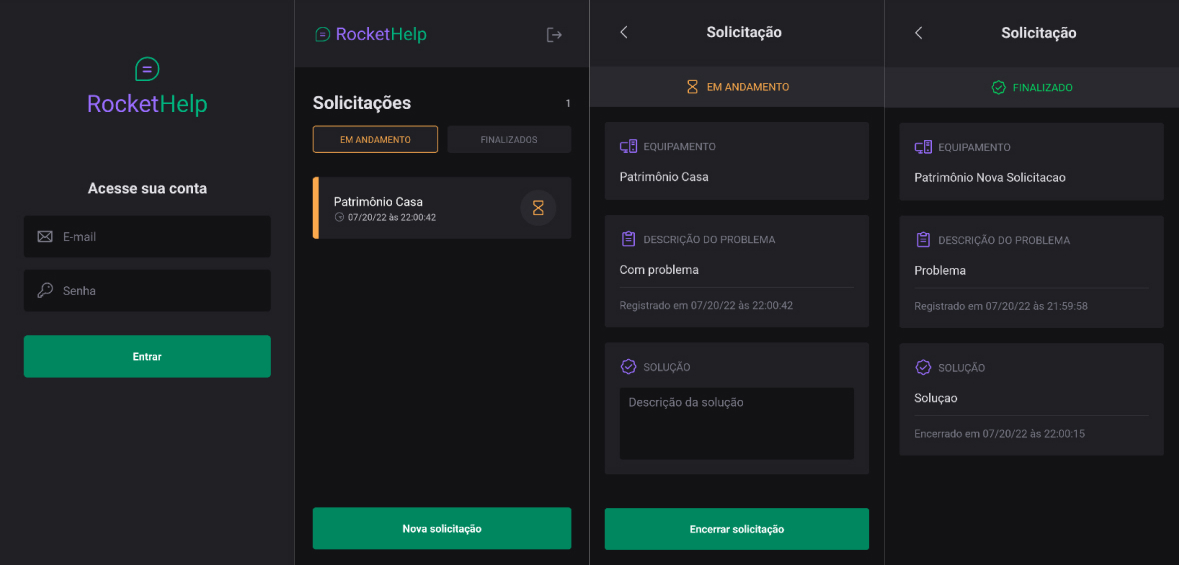 RocketHelp
Acesse sua conta
E-mail
Senha
Entrar
RocketHelp
Solicitações
1
EM ANDAMENTO
FINALIZADOS
Patrimônio Casa
07/20/22 às 22:00:42
Nova solicitação
Solicitação
EM ANDAMENTO
EQUIPAMENTO
Patrimônio Casa
DESCRIÇÃO DO PROBLEMA
Com problema
Registrado em 07/20/22 às 22:00:42
SOLUÇÃO
Descrição da solução
Encerrar solicitação
Solicitação
FINALIZADO
EQUIPAMENTO
Patrimônio Nova Solicitacao
DESCRIÇÃO DO PROBLEMA
Problema
Registrado em 07/20/22 às 21:59:58
SOLUÇÃO
Soluçao
Encerrado em 07/20/22 às 22:00:15